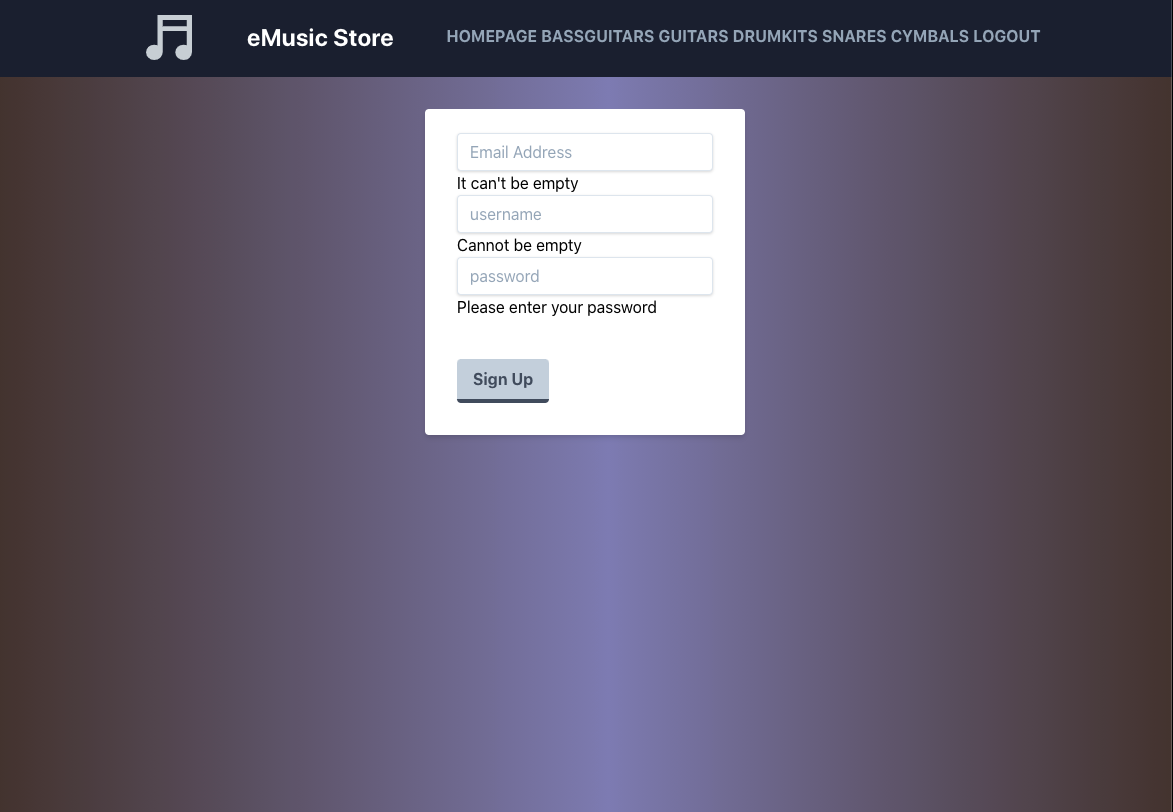 eMusic Store
HOMEPAGE BASSGUITARS GUITARS DRUMKITS SNARES CYMBALS LOGOUT
Email Address
It can't be empty
username
Cannot be empty
password
Please enter your password
Sign Up